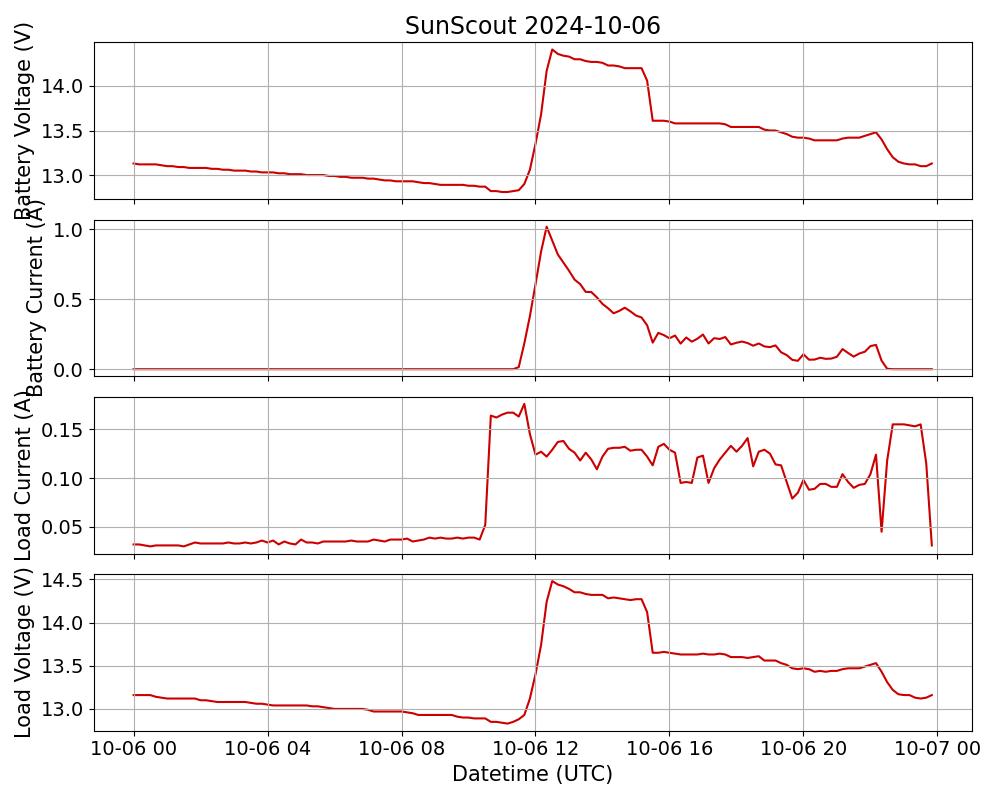 SunScout 2024-10-06
Battery Voltage (V)
14.0
13.5
13.0
Battery Current (A)
1.0
0.5
0.0
Load Current (A)
0.15
0.10
0.05
Load Voltage (V)
14.5
14.0
13.5
13.0
10-06 00 10-06 04 10-06 08 10-06 12 10-06 16 10-06 20 10-07 00
Datetime (UTC)